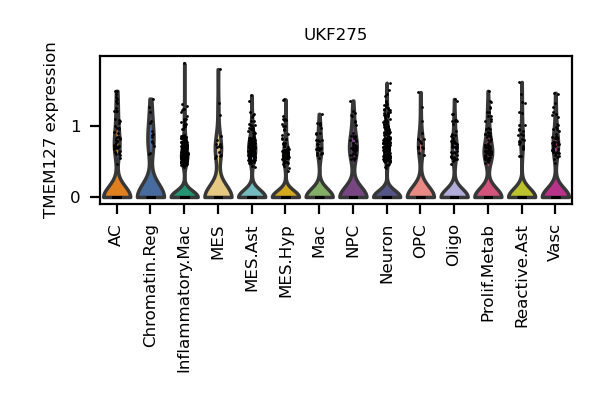 UKF275
TMEM127 expression
1
0
AC
Chromatin.Reg
Inflammatory.Mac
MES
MES.Ast
MES.Hyp
Mac
NPC
Neuron
OPC
Oligo
Prolif.Metab
Reactive.Ast
Vasc